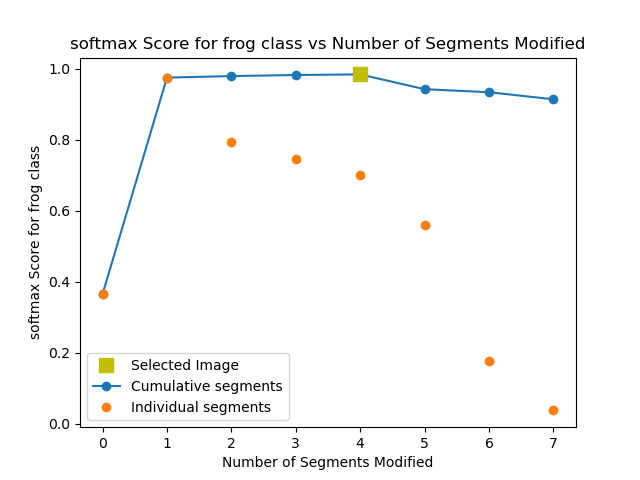 softmax Score for frog class vs Number of Segments Modified
softmax Score for frog class
1.0
0.8
0.6
0.4
0.2
0.0
Selected Image
Cumulative segments
Individual segments
0 1 2 3 4 5 6 7
Number of Segments Modified